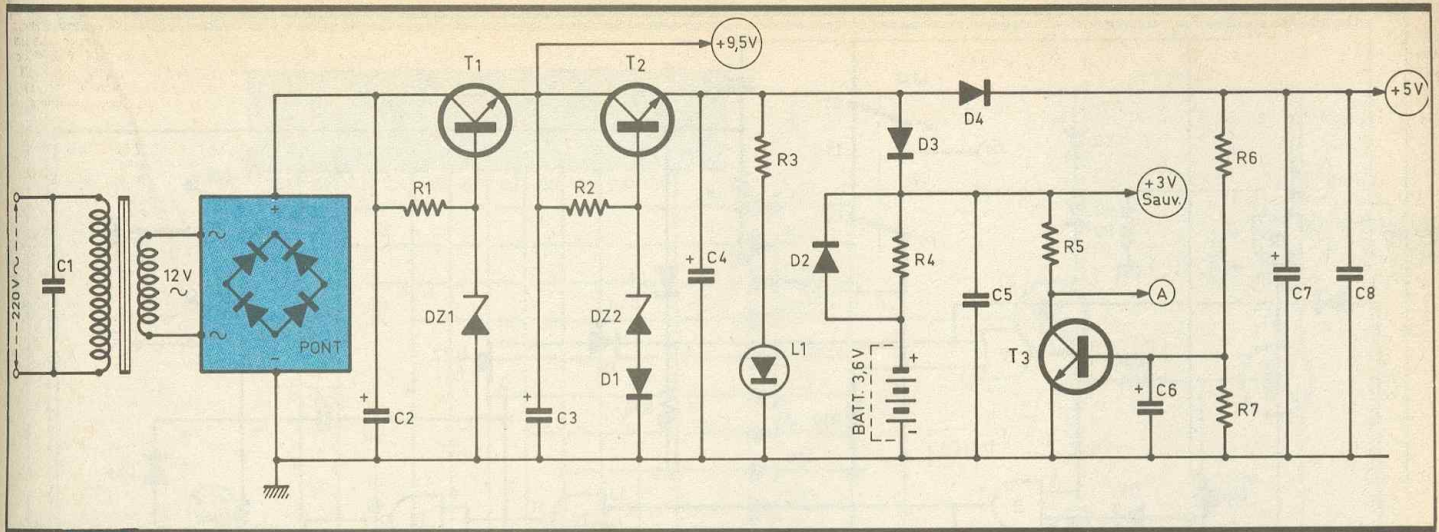 +9,5V
T1
T2
+5V
D4
R3
D3
R6
R1
R2
+3V
Sauv.
220V ~
C1
12 V
~
+
~
~
-
PONT
DZ1
DZ2
D1
+
C4
D2
R4
R5
C5
A
+
C7
C8
L1
T3
BATT. 3,6V
+
-
+
C6
R7
+
C2
+
C3